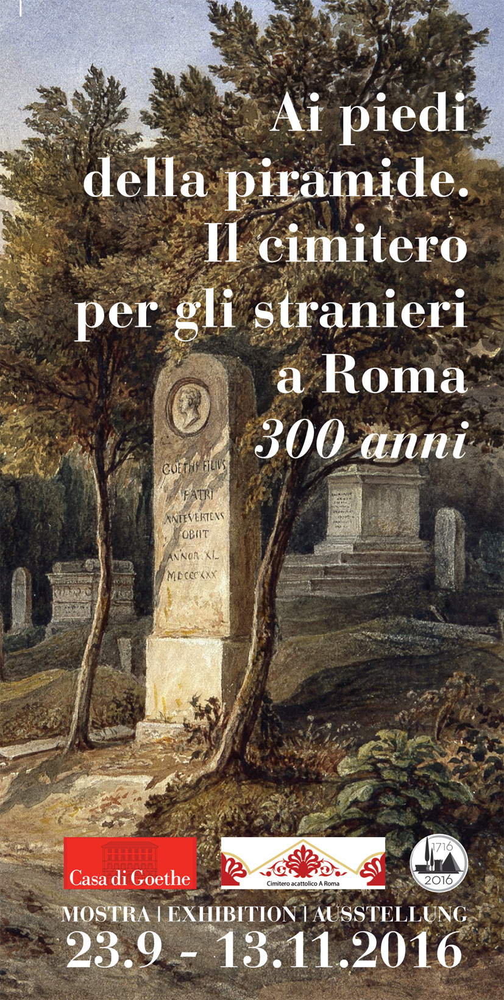 Ai piedi
della piramide.
Il cimitero
per gli stranieri
a Roma
300 anni
GOETHE FILIVS
PATRI
ANTEVERTENS
OBIIT
ANNOR XL
MDCCCXXX
Casa di Goethe
Cimitero acattolico A Roma
1716
2016
MOSTRA | EXHIBITION | AUSSTELLUNG
23.9 - 13.11.2016